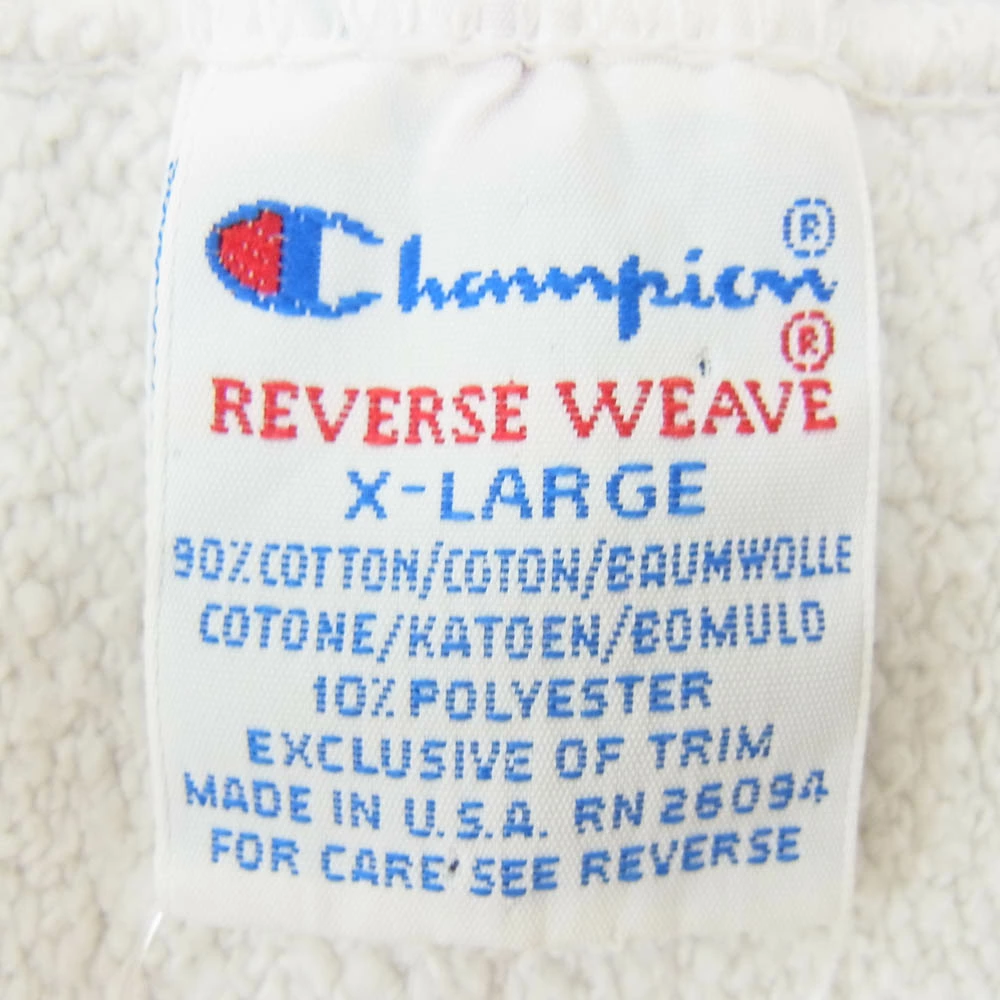 Champion®
®
REVERSE WEAVE
X-LARGE
90% COTTON/COTON/BAUMWOLLE
COTONE/KATOEN/BOMULD
10% POLYESTER
EXCLUSIVE OF TRIM
MADE IN U.S.A. RN 26094
FOR CARE SEE REVERSE